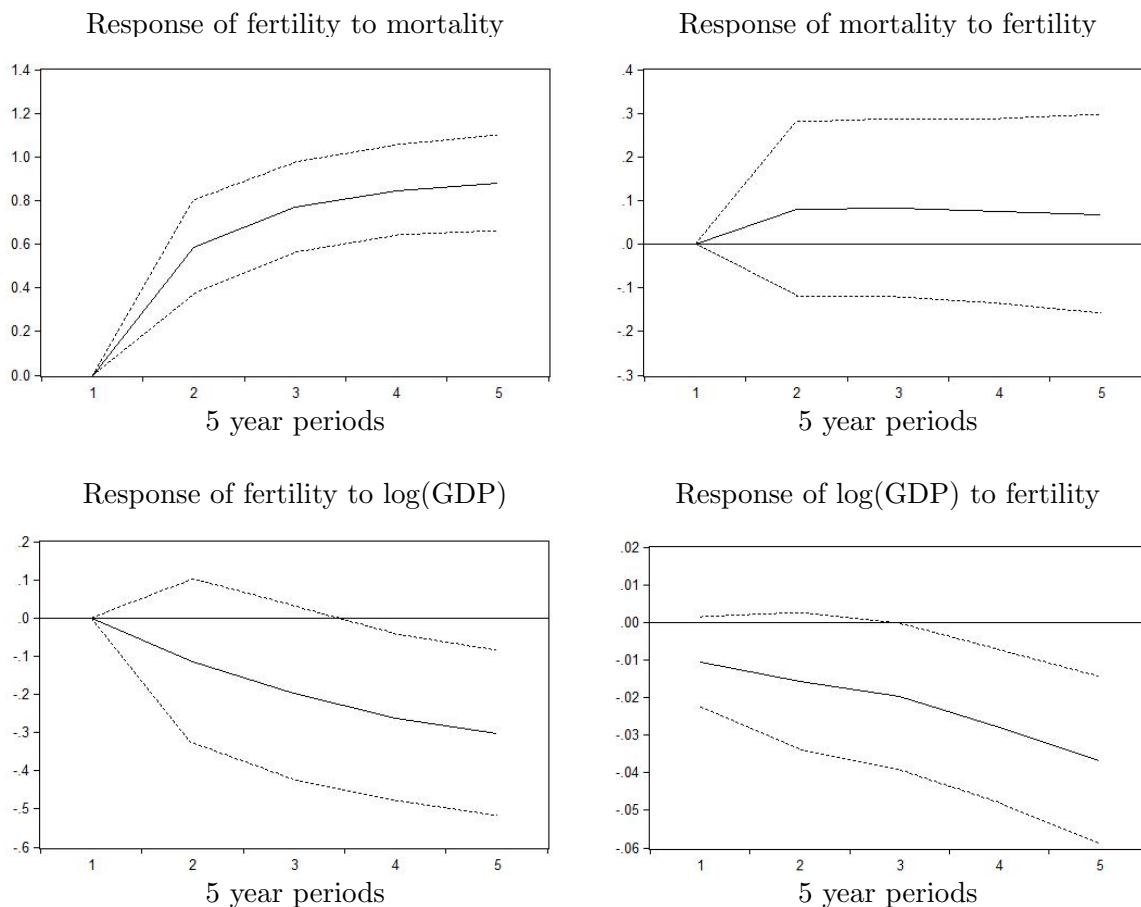 Response of fertility to mortality
1.4
1.2
1.0
0.8
0.6
0.4
0.2
0.0
1 2 3 4 5
5 year periods
Response of mortality to fertility
.4
.3
.2
.1
.0
-.1
-.2
-.3
1 2 3 4 5
5 year periods
Response of fertility to log(GDP)
.2
.1
.0
-.1
-.2
-.3
-.4
-.5
-.6
1 2 3 4 5
5 year periods
Response of log(GDP) to fertility
.02
.01
.00
-.01
-.02
-.03
-.04
-.05
-.06
1 2 3 4 5
5 year periods